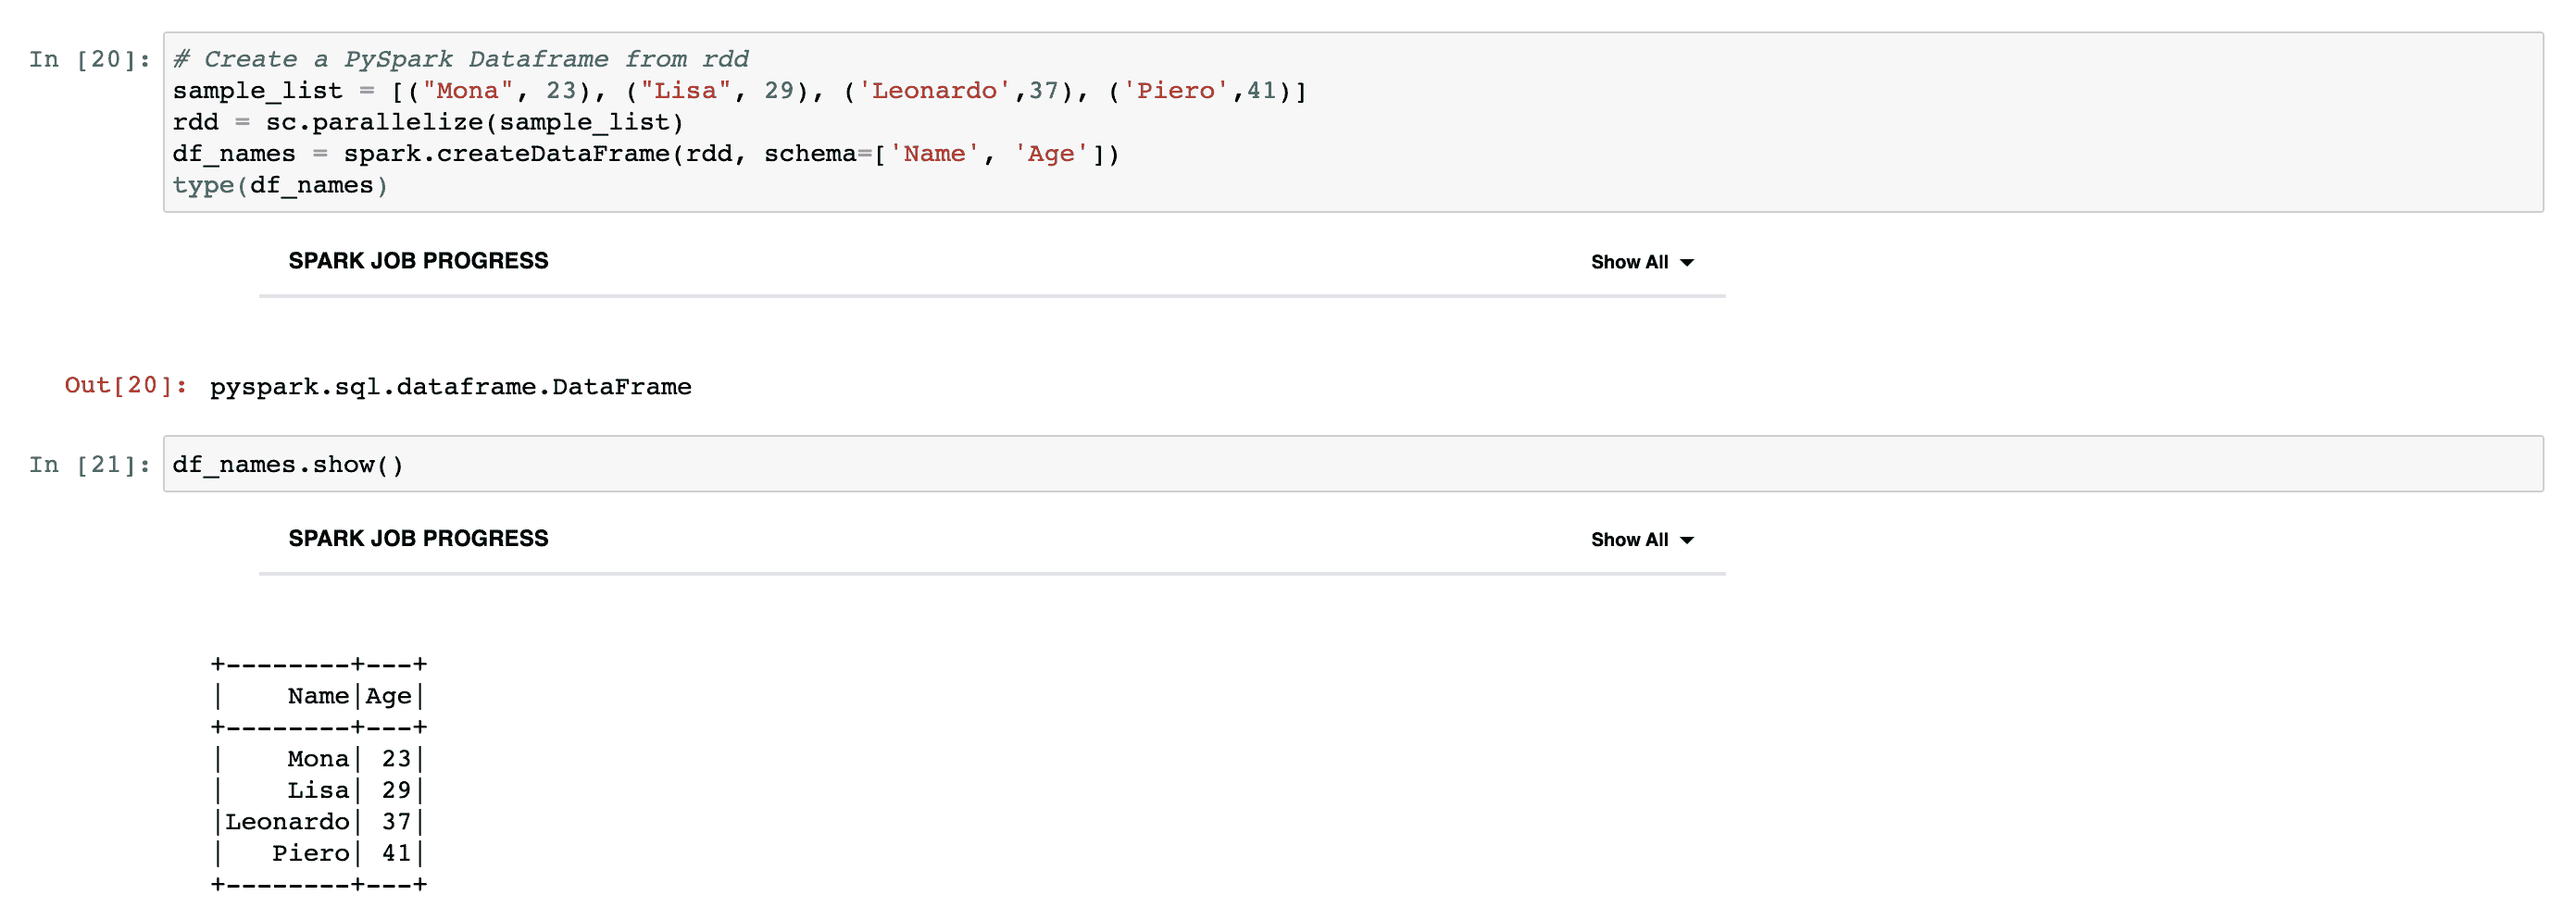 In [20]: # Create a PySpark Dataframe from rdd
sample_list = [("Mona", 23), ("Lisa", 29), ('Leonardo',37), ('Piero',41)]
rdd = sc.parallelize(sample_list)
df_names = spark.createDataFrame(rdd, schema=['Name', 'Age'])
type(df_names)
SPARK JOB PROGRESS Show All
Out[20]: pyspark.sql.dataframe.DataFrame
In [21]: df_names.show()
SPARK JOB PROGRESS Show All
+--------+---+
|    Name|Age|
+--------+---+
|    Mona| 23|
|    Lisa| 29|
|Leonardo| 37|
|   Piero| 41|
+--------+---+